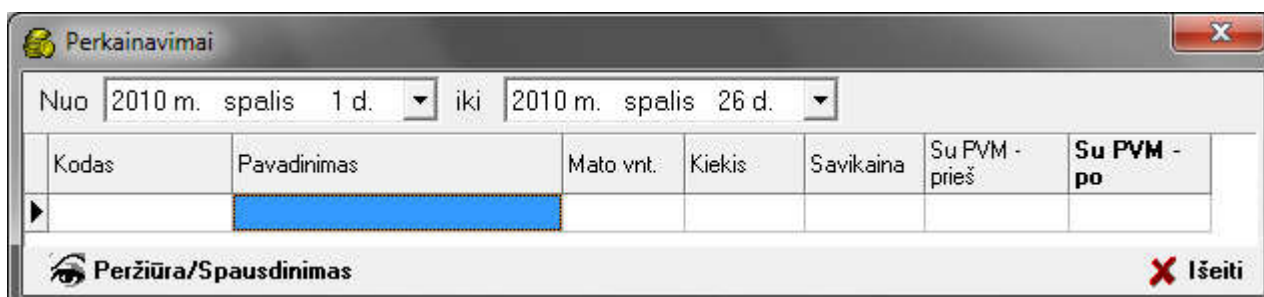 Perkainavimai
Nuo 2010 m. spalis 1 d. iki 2010 m. spalis 26 d.
Kodas Pavadinimas Mato vnt. Kiekis Savikaina Su PVM - prieš Su PVM - po
Peržiūra/Spausdinimas Išeiti